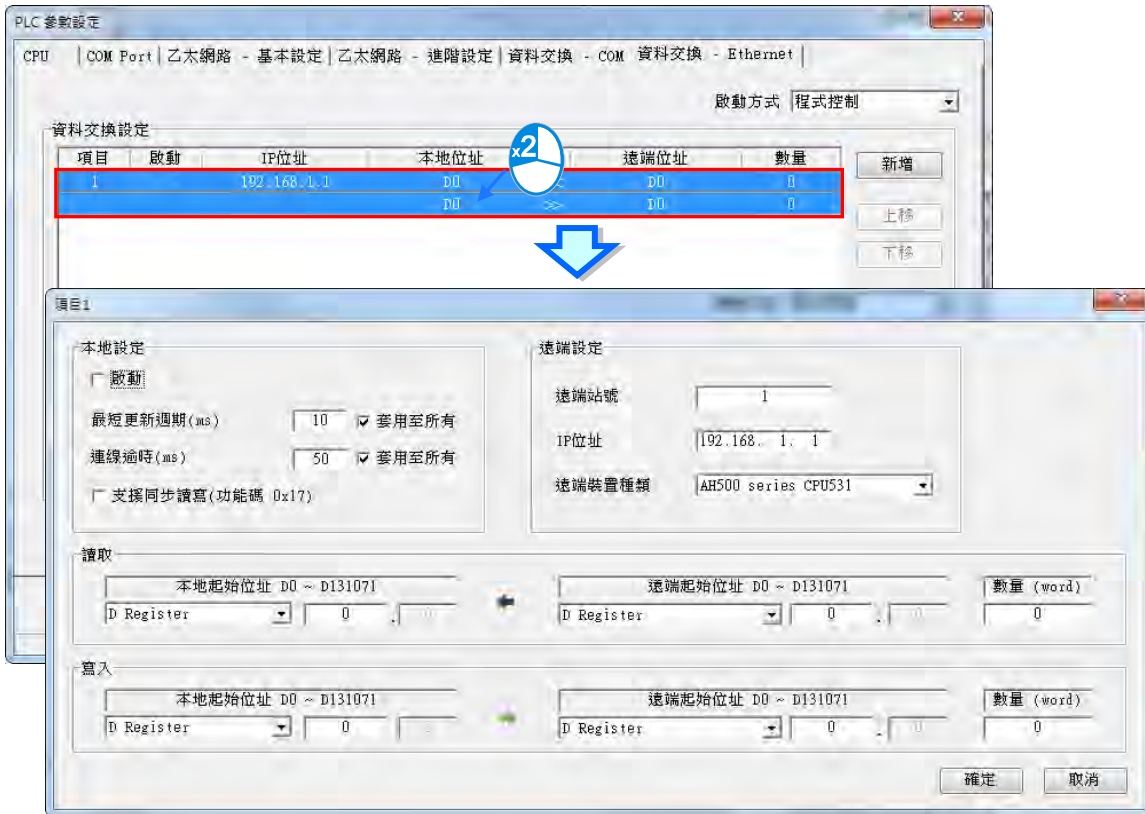 PLC 參數設定
CPU COM Port 乙太網路 - 基本設定 乙太網路 - 進階設定 資料交換 - COM 資料交換 - Ethernet
啟動方式 程式控制
資料交換設定
項目 啟動 IP位址 本地位址 遠端位址 數量 新增
x2
1 192.168.1.1 D0 D0 0
D0 >> D0 0
上移
下移
項目1
本地設定 遠端設定
啟動
遠端站號 1
最短更新週期(ms) 10 套用至所有
IP位址 192.168. 1. 1
連線逾時(ms) 50 套用至所有
遠端裝置種類 AH500 series CPU531
支援同步讀寫(功能碼 0x17)
讀取
本地起始位址 D0 ~ D131071 遠端起始位址 D0 ~ D131071 數量 (word)
D Register 0 . 0 D Register 0 . 0 0
寫入
本地起始位址 D0 ~ D131071 遠端起始位址 D0 ~ D131071 數量 (word)
D Register 0 D Register 0 . 0 0
確定 取消